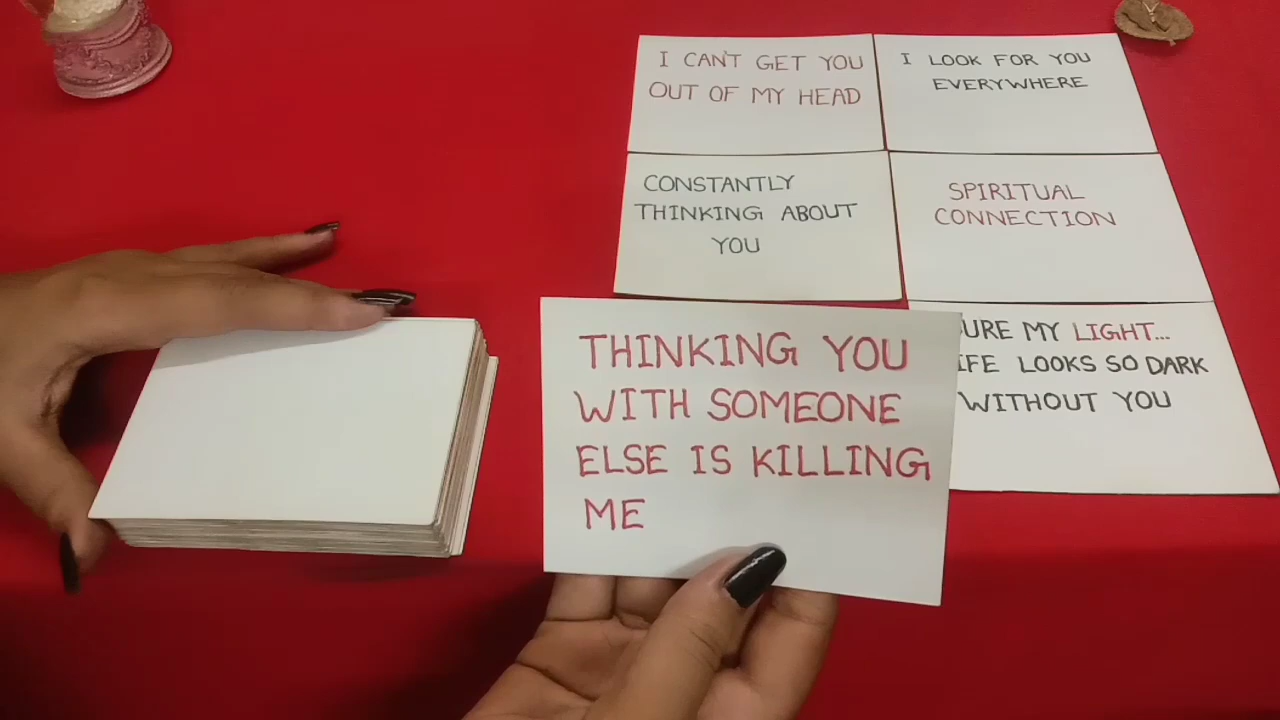 I CAN'T GET YOU
OUT OF MY HEAD
I LOOK FOR YOU
EVERYWHERE
CONSTANTLY
THINKING ABOUT
YOU
SPIRITUAL
CONNECTION
THINKING YOU
WITH SOMEONE
ELSE IS KILLING
ME
MY LIGHT...
LOOKS SO DARK
WITHOUT YOU